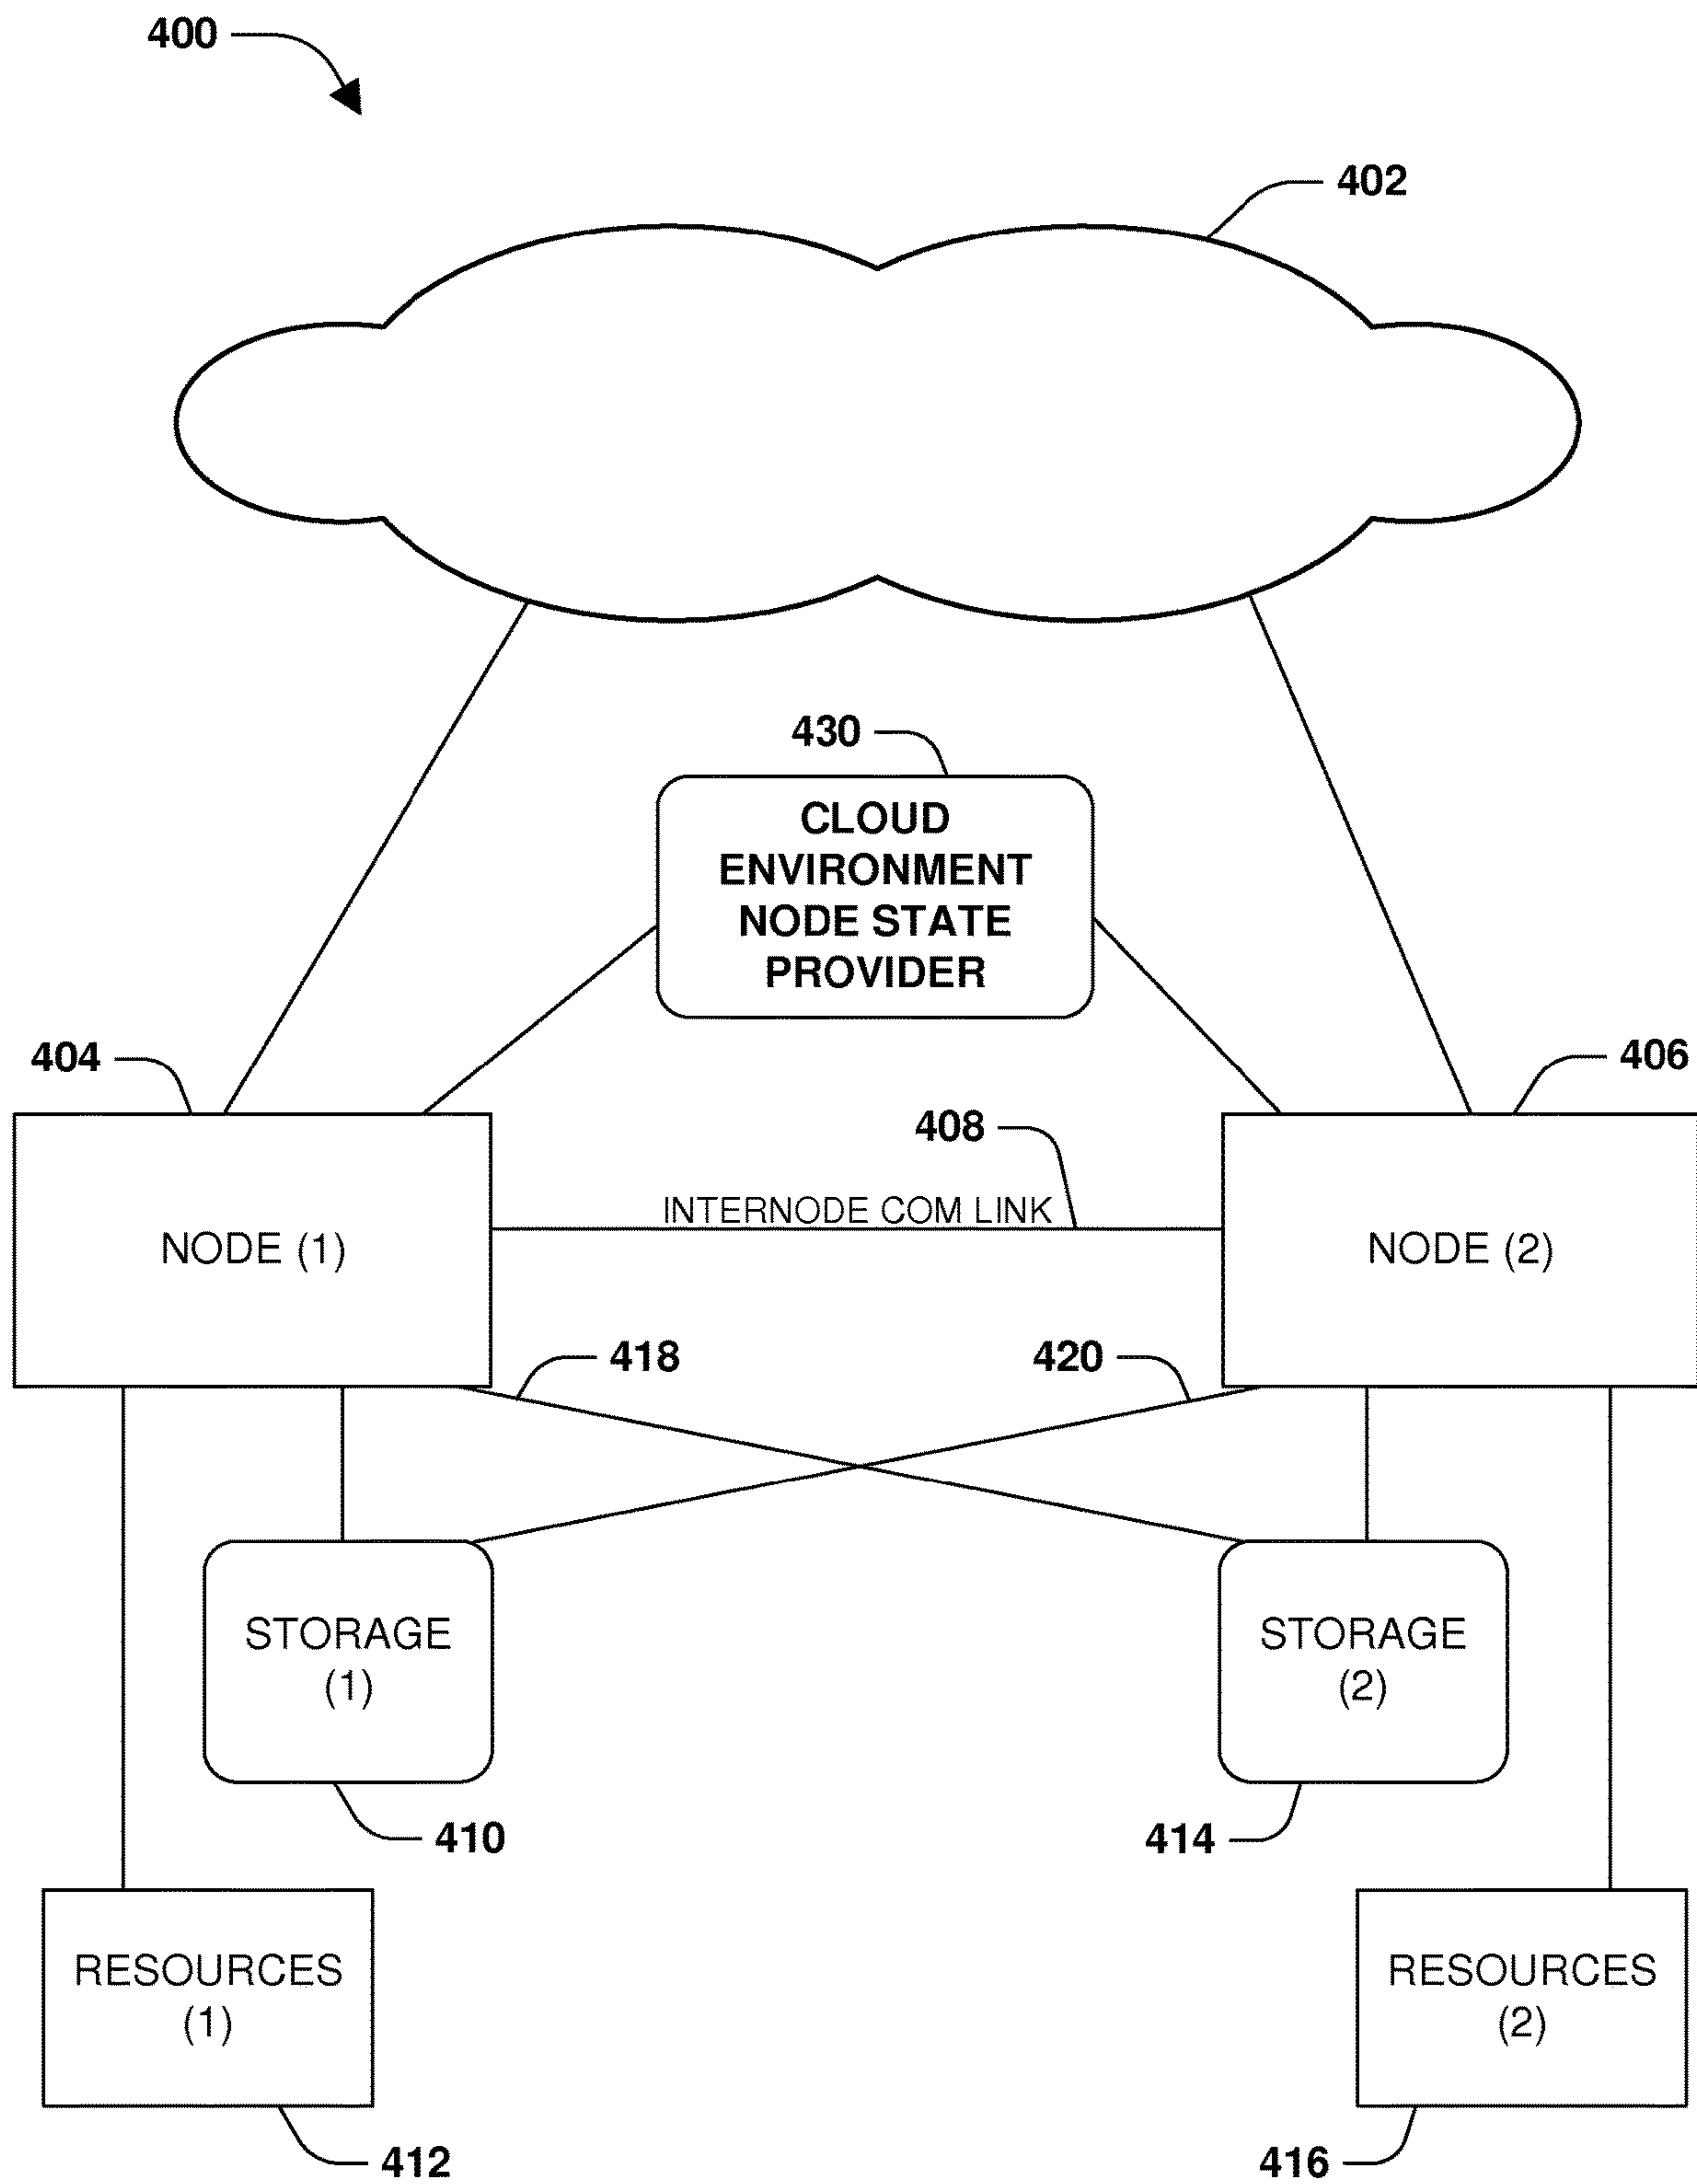 400
402
430
CLOUD
ENVIRONMENT
NODE STATE
PROVIDER
404
406
408
INTERNODE COM LINK
NODE (1)
NODE (2)
418
420
STORAGE
(1)
STORAGE
(2)
410
414
RESOURCES
(1)
RESOURCES
(2)
412
416